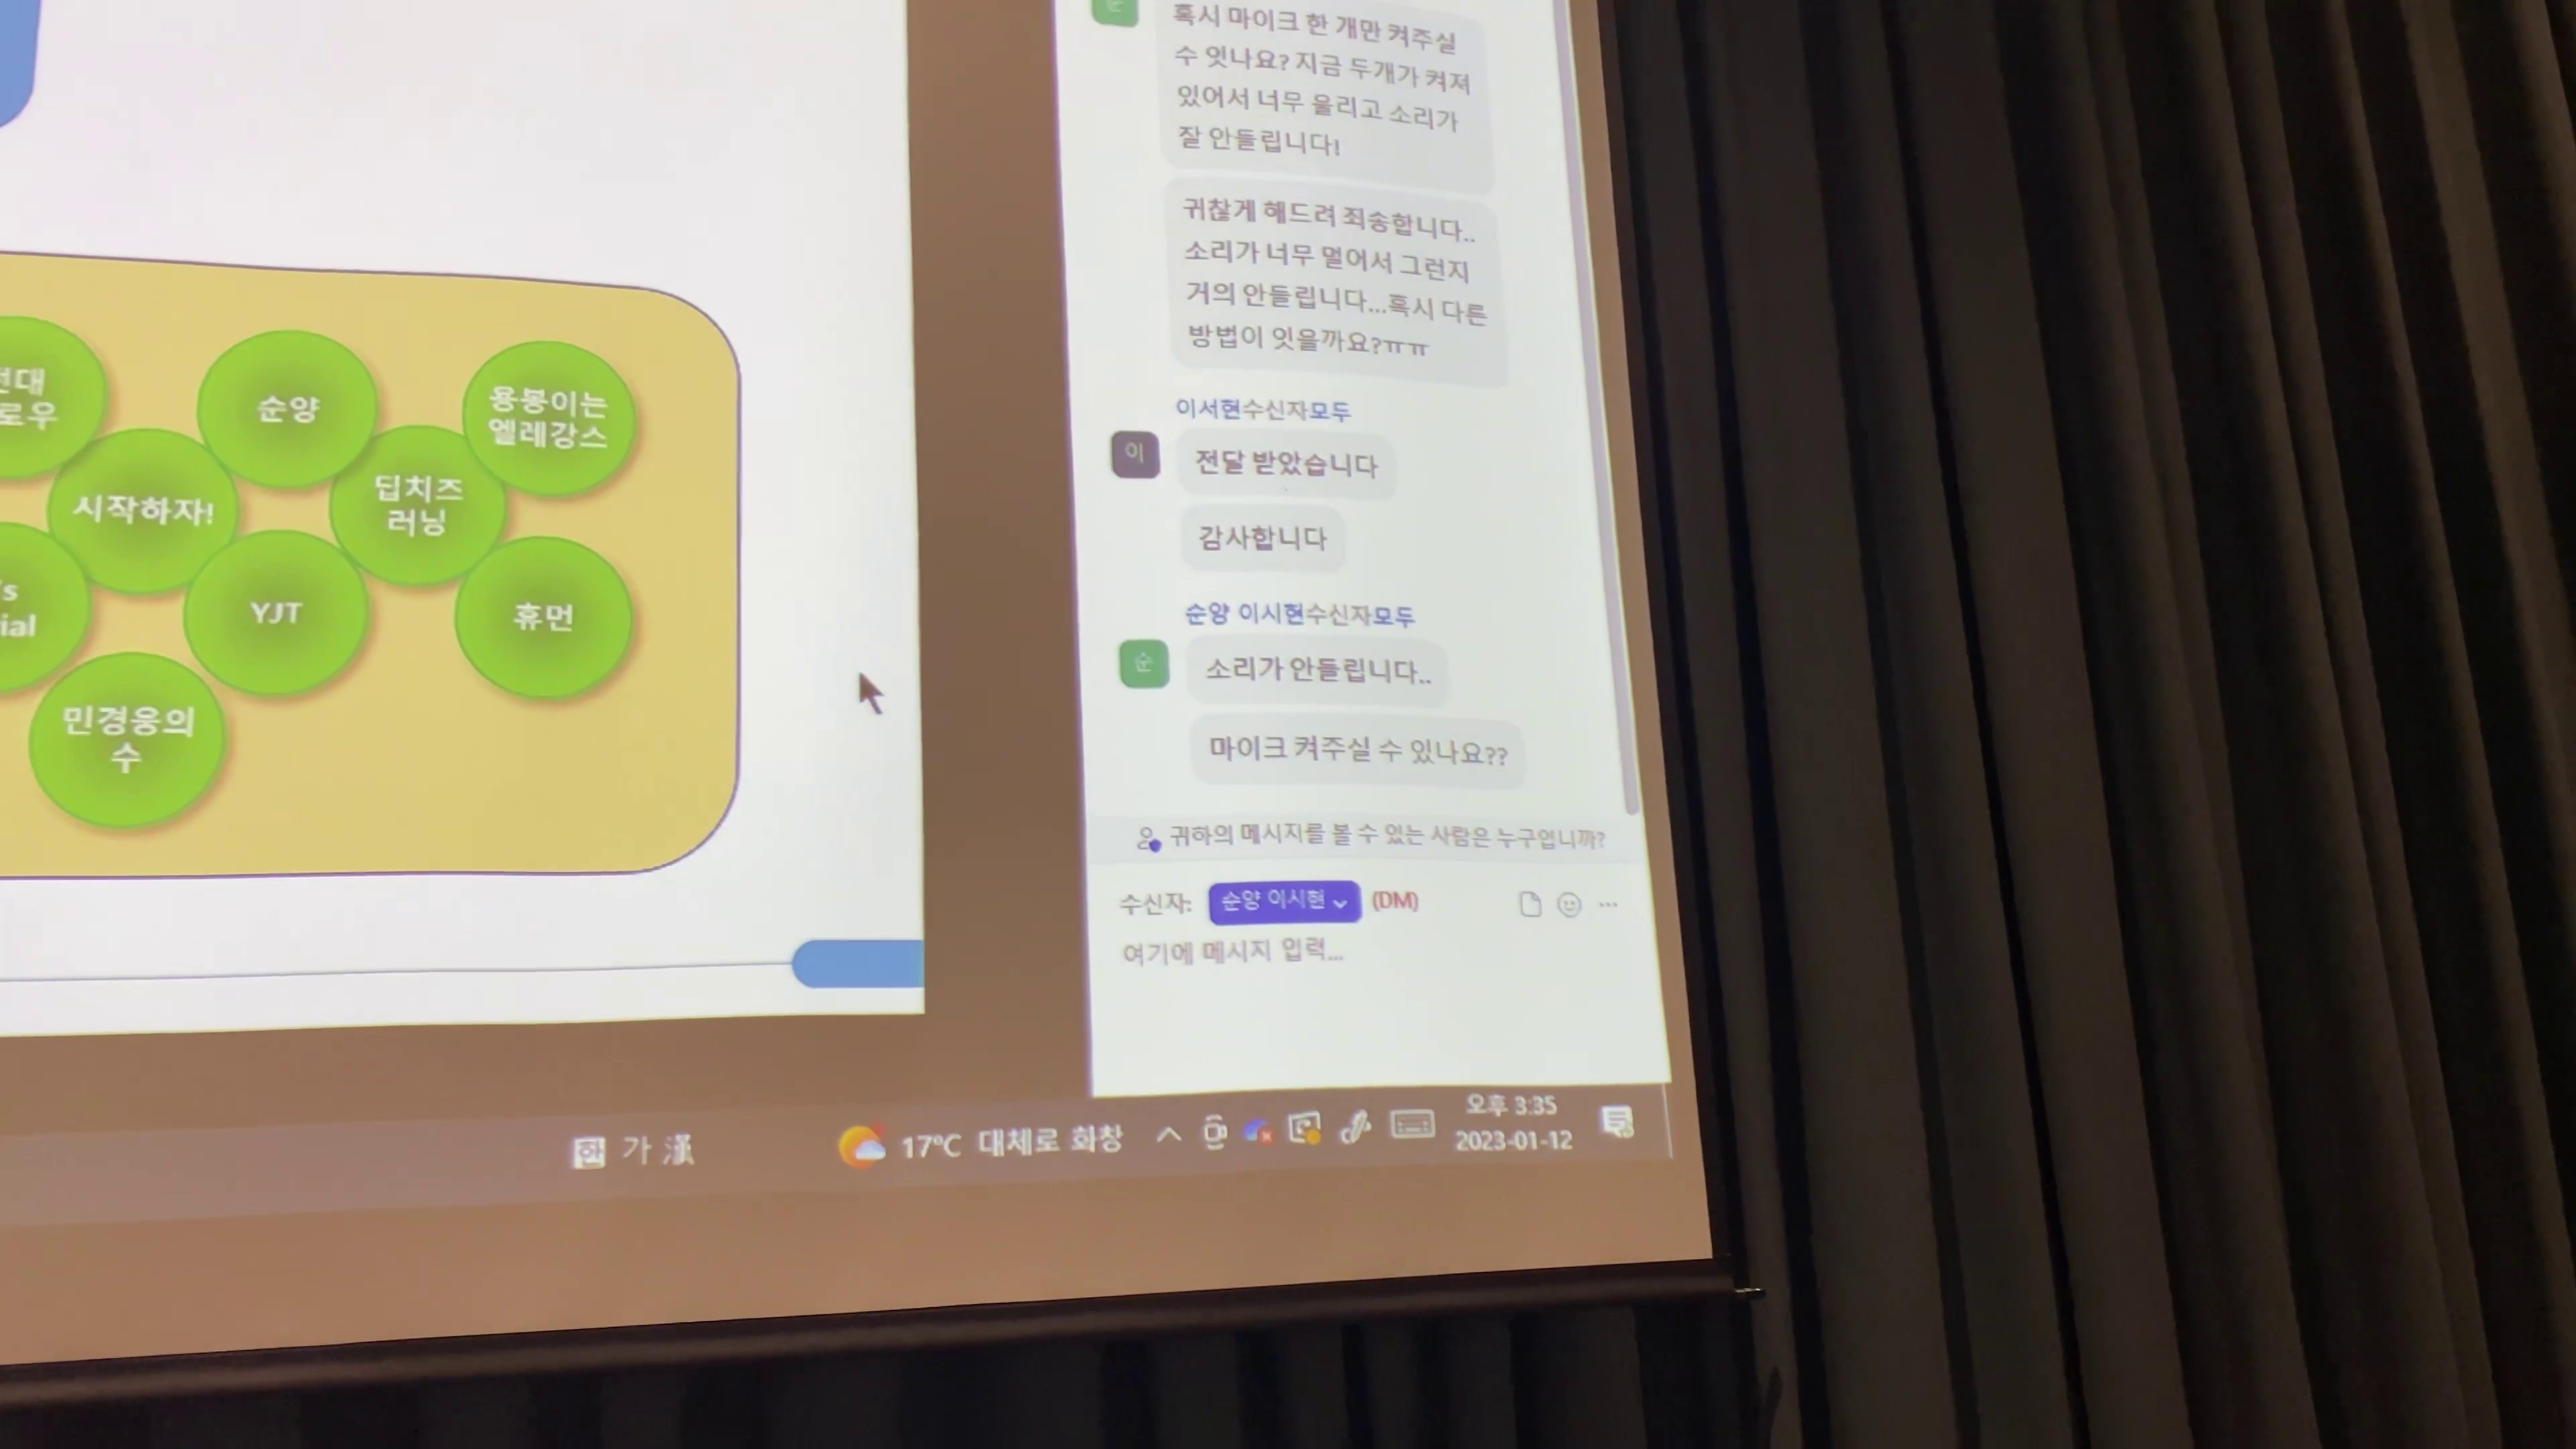 전대
로우
순양
용봉이는
엘레강스
시작하자!
딥치즈
러닝
's
ial
YJT
휴먼
민경웅의
수
혹시 마이크 한 개만 켜주실
수 잇나요? 지금 두개가 켜져
있어서 너무 울리고 소리가
잘 안들립니다!
귀찮게 해드려 죄송합니다..
소리가 너무 멀어서 그런지
거의 안들립니다...혹시 다른
방법이 잇을까요?ㅠㅠ
이서현수신자모두
이
전달 받았습니다
감사합니다
순양 이시현수신자모두
순
소리가 안들립니다..
마이크 켜주실 수 있나요??
귀하의 메시지를 볼 수 있는 사람은 누구입니까?
수신자: 순양 이시현 (DM)
여기에 메시지 입력...
한 가 漢
17°C 대체로 화창
오후 3:35
2023-01-12